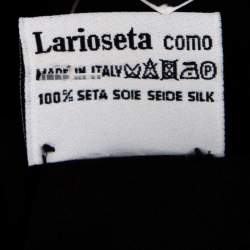 Larioseta como
MADE IN ITALY
100% SETA SOIE SEIDE SILK